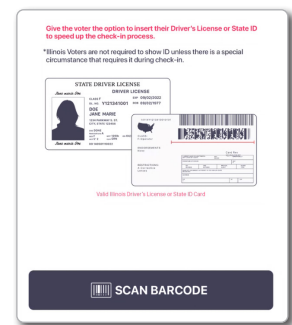 Give the voter the option to insert their Driver's License or State ID
to speed up the check-in process.
*Illinois Voters are not required to show ID unless there is a special
circumstance that requires it during check-in.
STATE DRIVER LICENSE
DRIVER LICENSE
DOE
JANE MARIE
Valid Illinois Driver's License or State ID Card
SCAN BARCODE